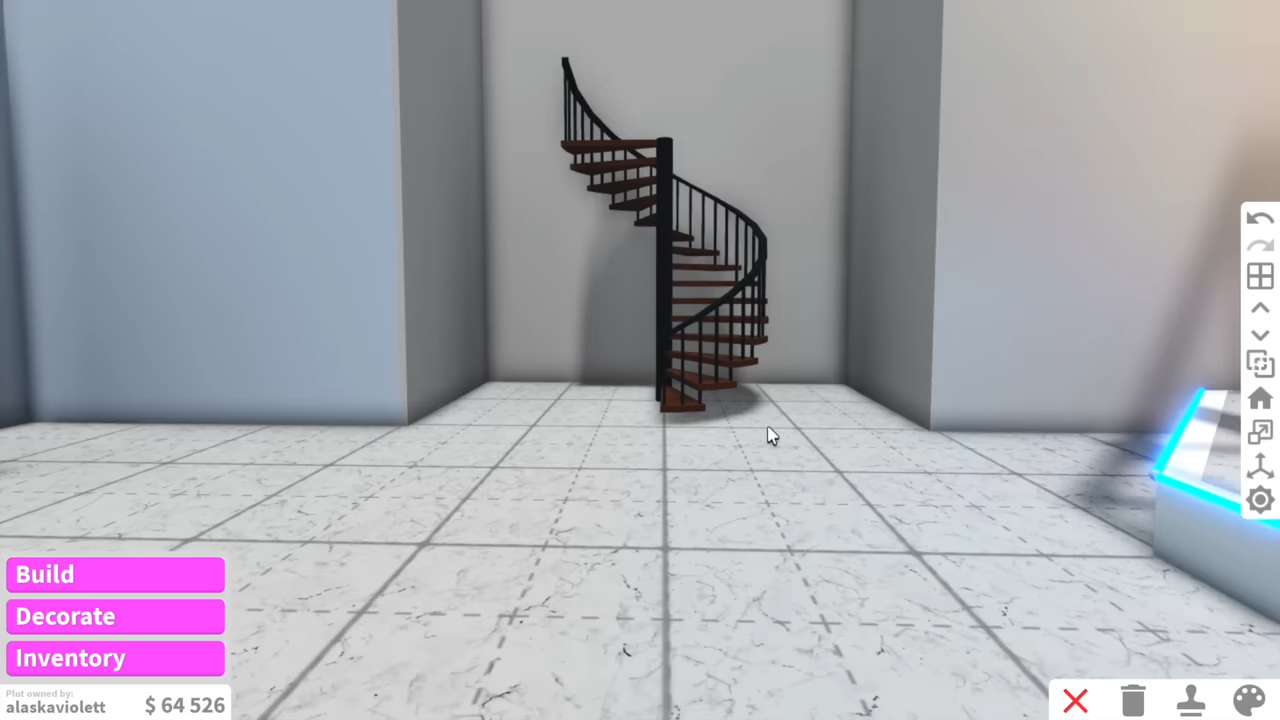 Build
Decorate
Inventory
Plot owned by:
alaskaviolett
$ 64 526